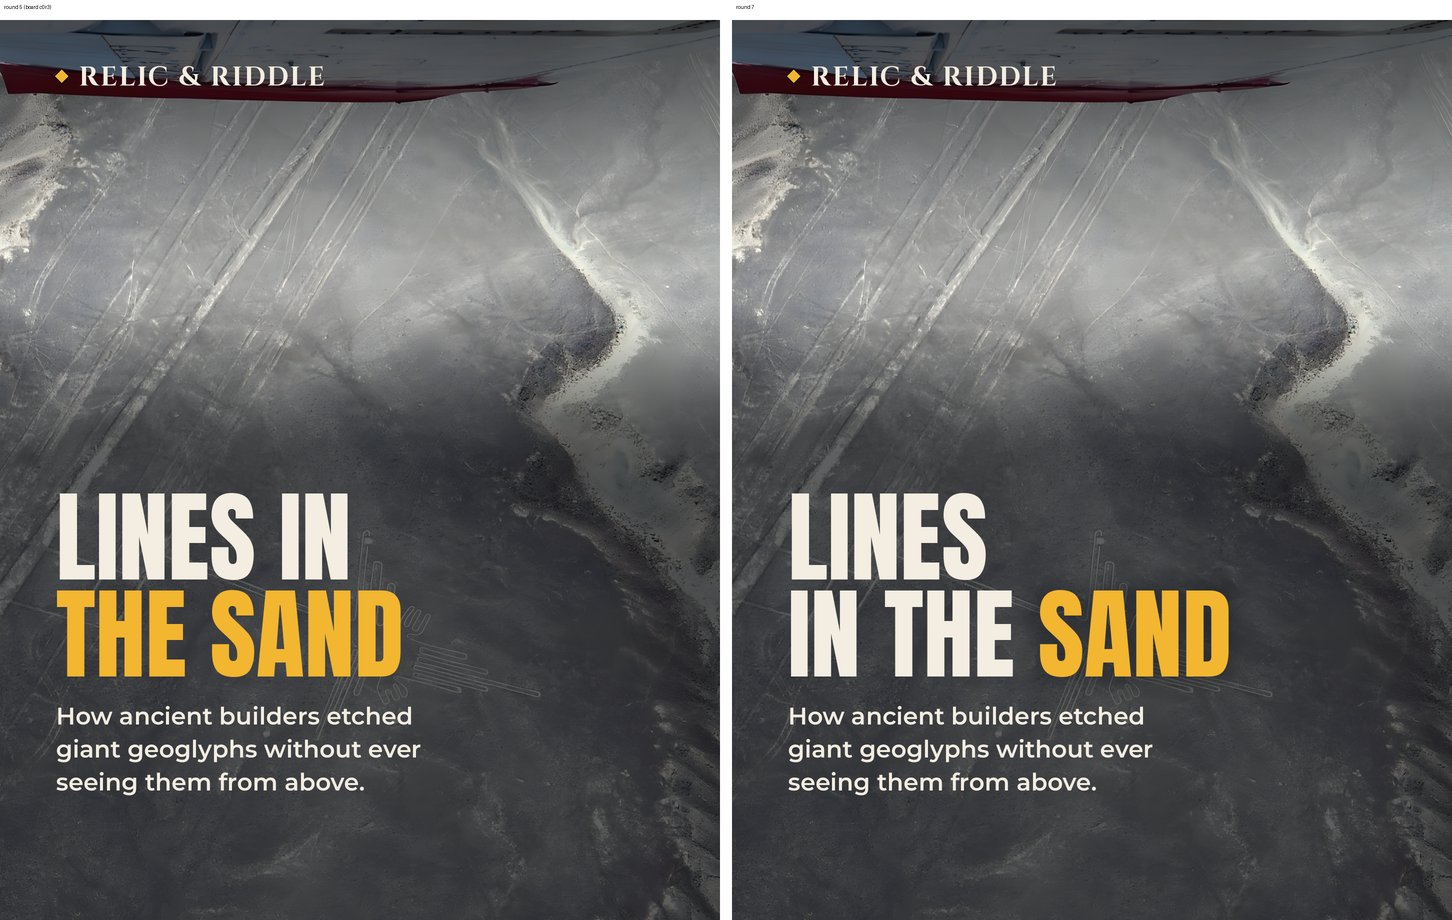 round 5 (board c0r3)
RELIC & RIDDLE
LINES IN
THE SAND
How ancient builders etched
giant geoglyphs without ever
seeing them from above.
round 7
RELIC & RIDDLE
LINES
IN THE SAND
How ancient builders etched
giant geoglyphs without ever
seeing them from above.